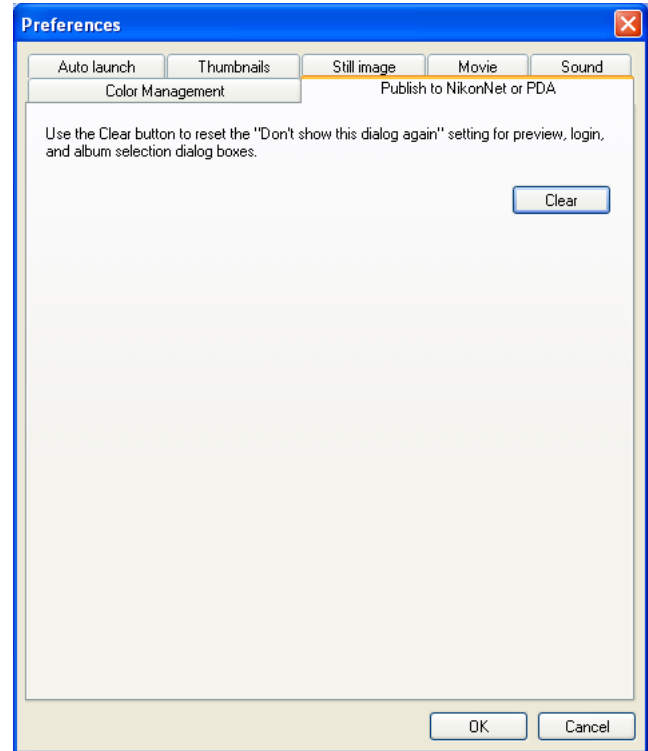 Preferences
Auto launch Thumbnails Still image Movie Sound
Color Management Publish to NikonNet or PDA
Use the Clear button to reset the "Don't show this dialog again" setting for preview, login,
and album selection dialog boxes.
Clear
OK Cancel